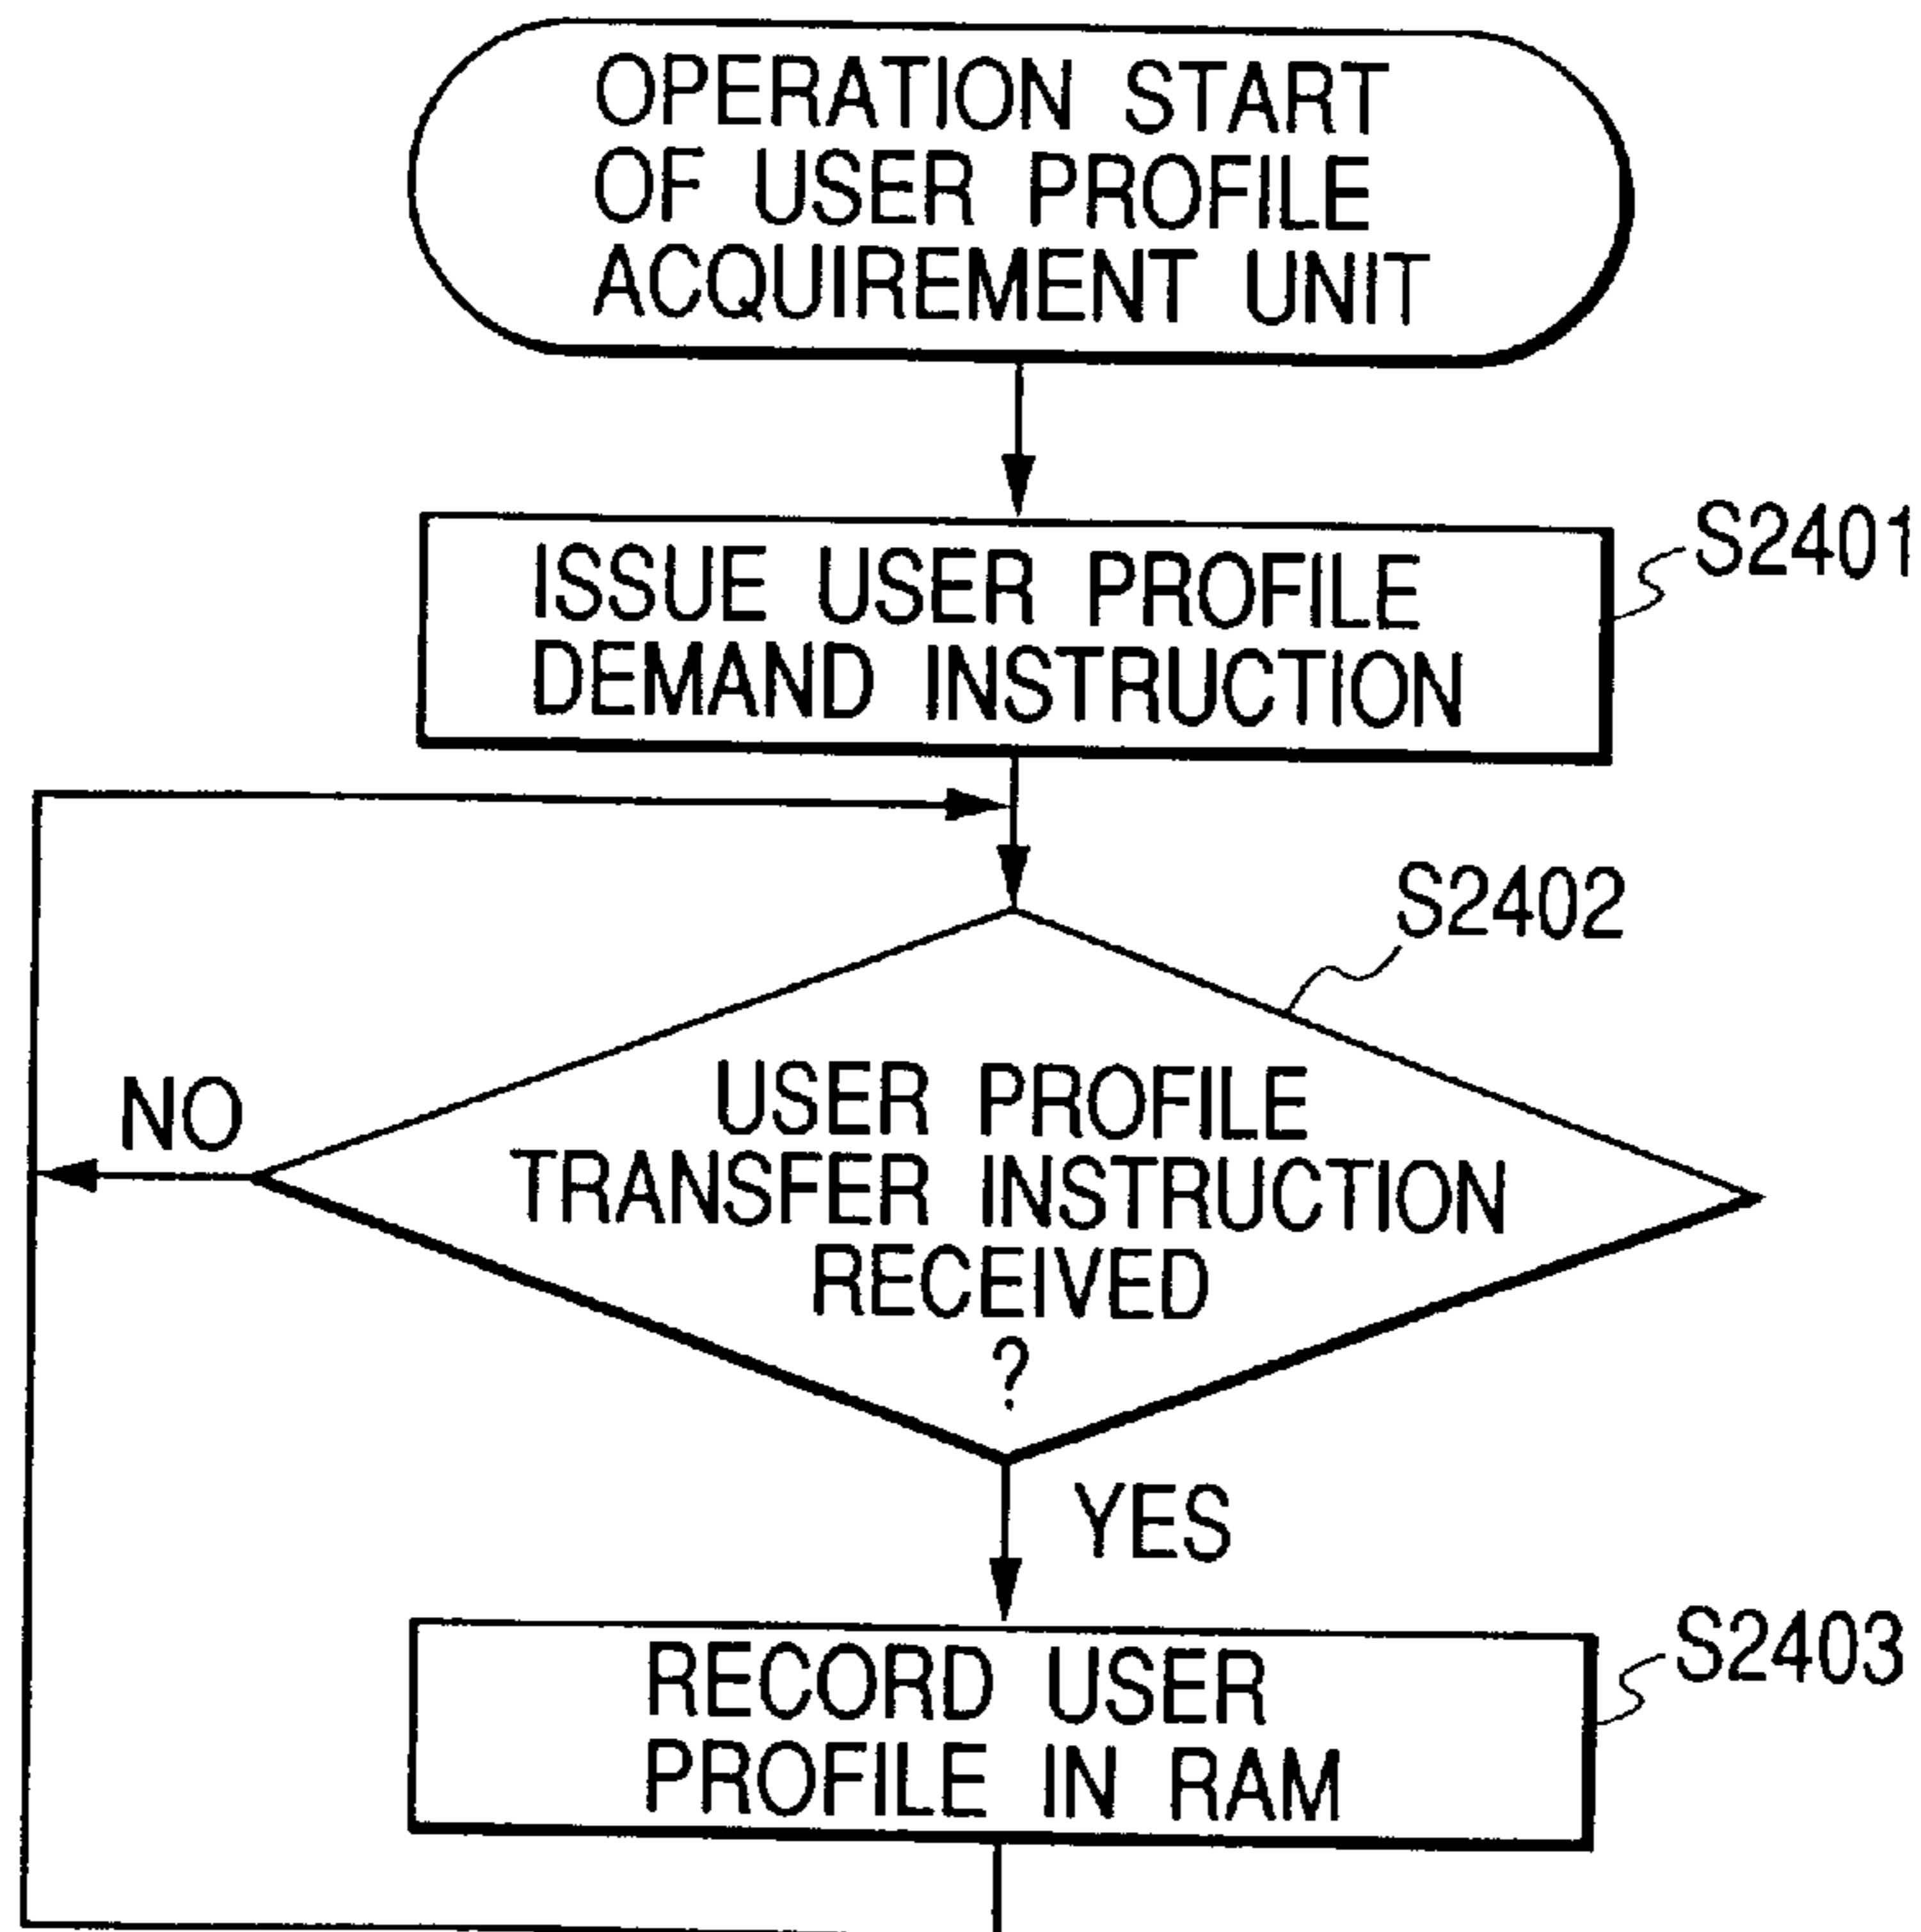 OPERATION START
OF USER PROFILE
ACQUIREMENT UNIT
ISSUE USER PROFILE
DEMAND INSTRUCTION
S2401
S2402
NO
USER PROFILE
TRANSFER INSTRUCTION
RECEIVED
?
YES
RECORD USER
PROFILE IN RAM
S2403